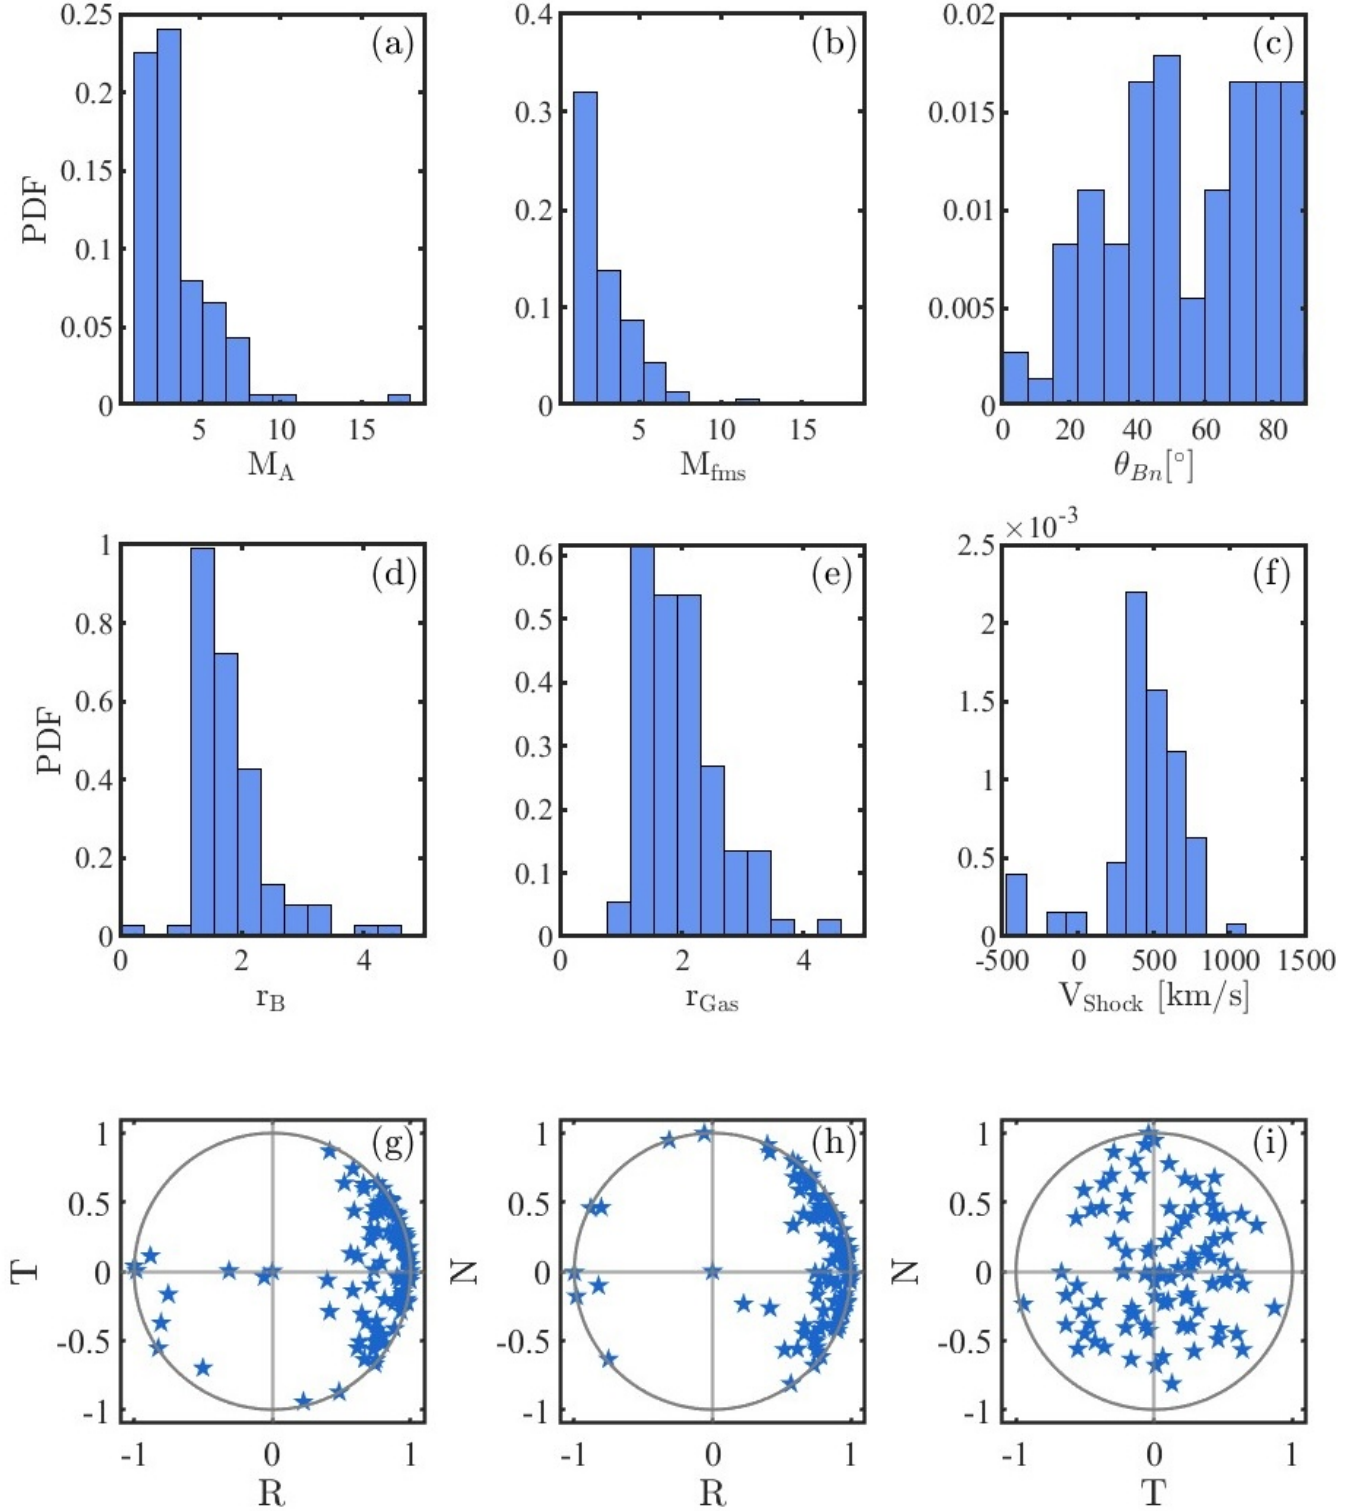 (a)
PDF
0.25
0.2
0.15
0.1
0.05
0
5 10 15
M_A
(b)
0.4
0.3
0.2
0.1
0
5 10 15
M_fms
(c)
0.02
0.015
0.01
0.005
0
0 20 40 60 80
θ_Bn[°]
(d)
PDF
1
0.8
0.6
0.4
0.2
0
0 2 4
r_B
(e)
0.6
0.5
0.4
0.3
0.2
0.1
0
0 2 4
r_Gas
×10^-3
(f)
2.5
2
1.5
1
0.5
0
-500 0 500 1000 1500
V_Shock [km/s]
(g)
T
1
0.5
0
-0.5
-1
-1 0 1
R
(h)
N
1
0.5
0
-0.5
-1
-1 0 1
R
(i)
N
1
0.5
0
-0.5
-1
-1 0 1
T